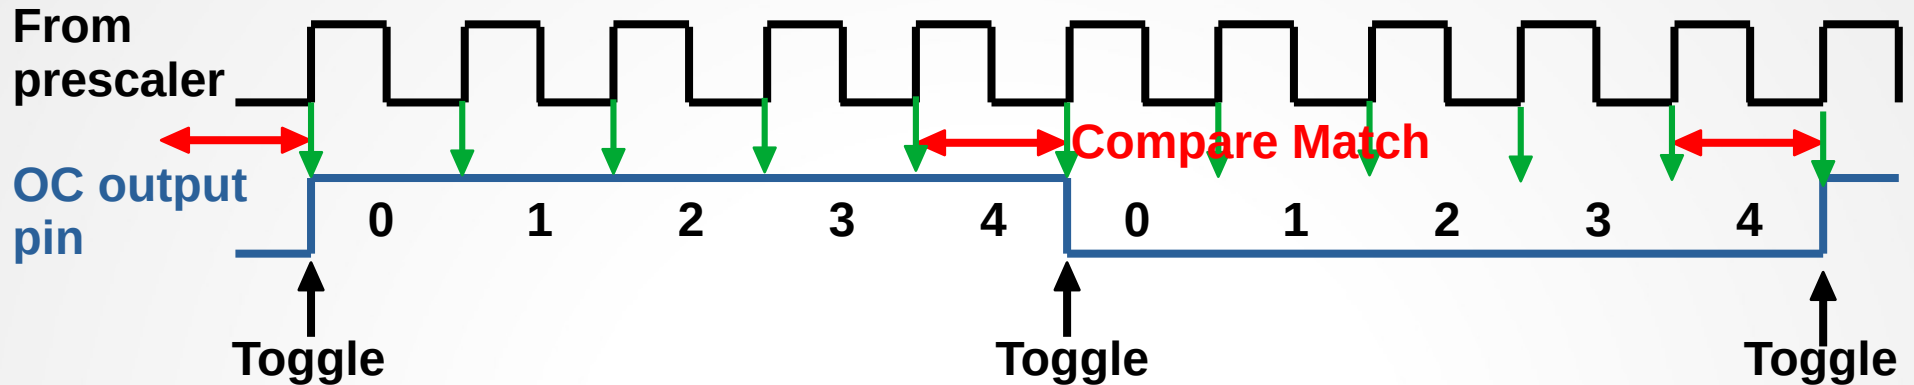 From
prescaler
Compare Match
OC output
pin
0 1 2 3 4 0 1 2 3 4
Toggle Toggle Toggle